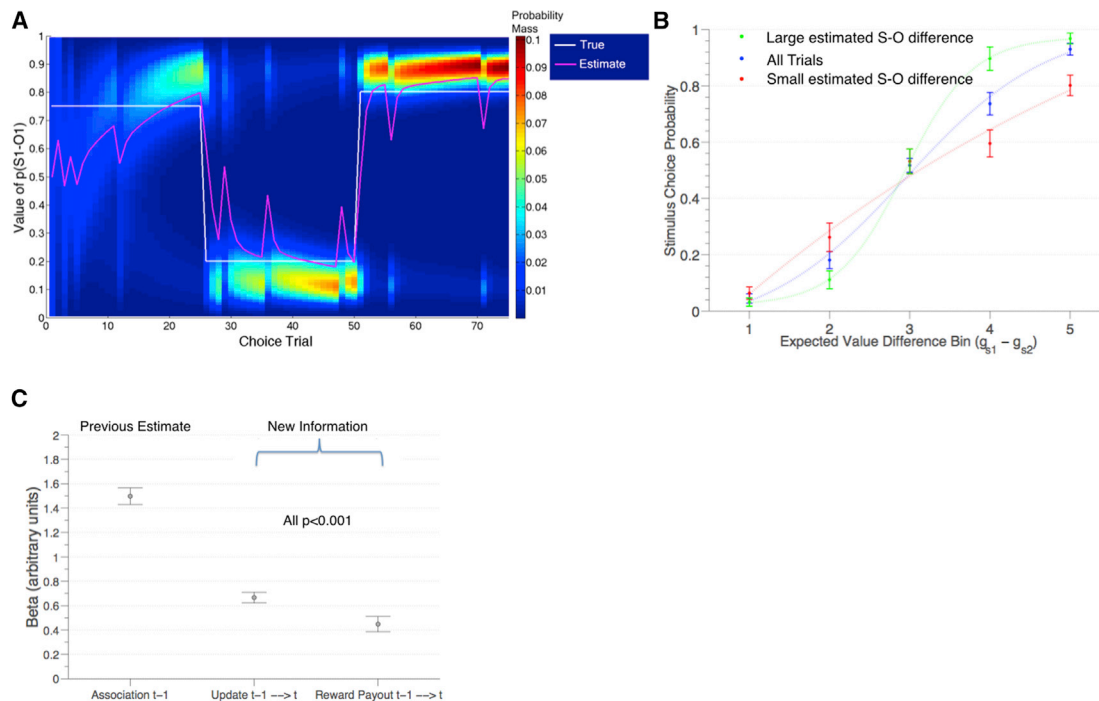 A
Probability
Mass
True
Estimate
Value of p(S1-O1)
1
0.9
0.8
0.7
0.6
0.5
0.4
0.3
0.2
0.1
0
0.1
0.09
0.08
0.07
0.06
0.05
0.04
0.03
0.02
0.01
0 10 20 30 40 50 60 70
Choice Trial
B
Large estimated S-O difference
All Trials
Small estimated S-O difference
Stimulus Choice Probability
1
0.8
0.6
0.4
0.2
0
1 2 3 4 5
Expected Value Difference Bin (gs1 − gs2)
C
Previous Estimate New Information
All p<0.001
Beta (arbitrary units)
2
1.8
1.6
1.4
1.2
1
0.8
0.6
0.4
0.2
0
Association t−1 Update t−1 −−> t Reward Payout t−1 −−> t